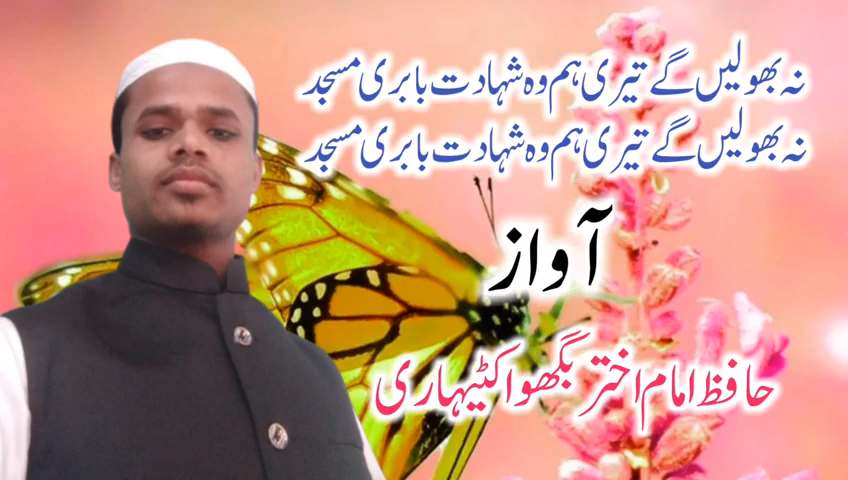 نہ بھولیں گے تیری ہم وہ شہادت بابری مسجد
نہ بھولیں گے تیری ہم وہ شہادت بابری مسجد
آواز
حافظ امام اختر بگھوا کٹیہاری